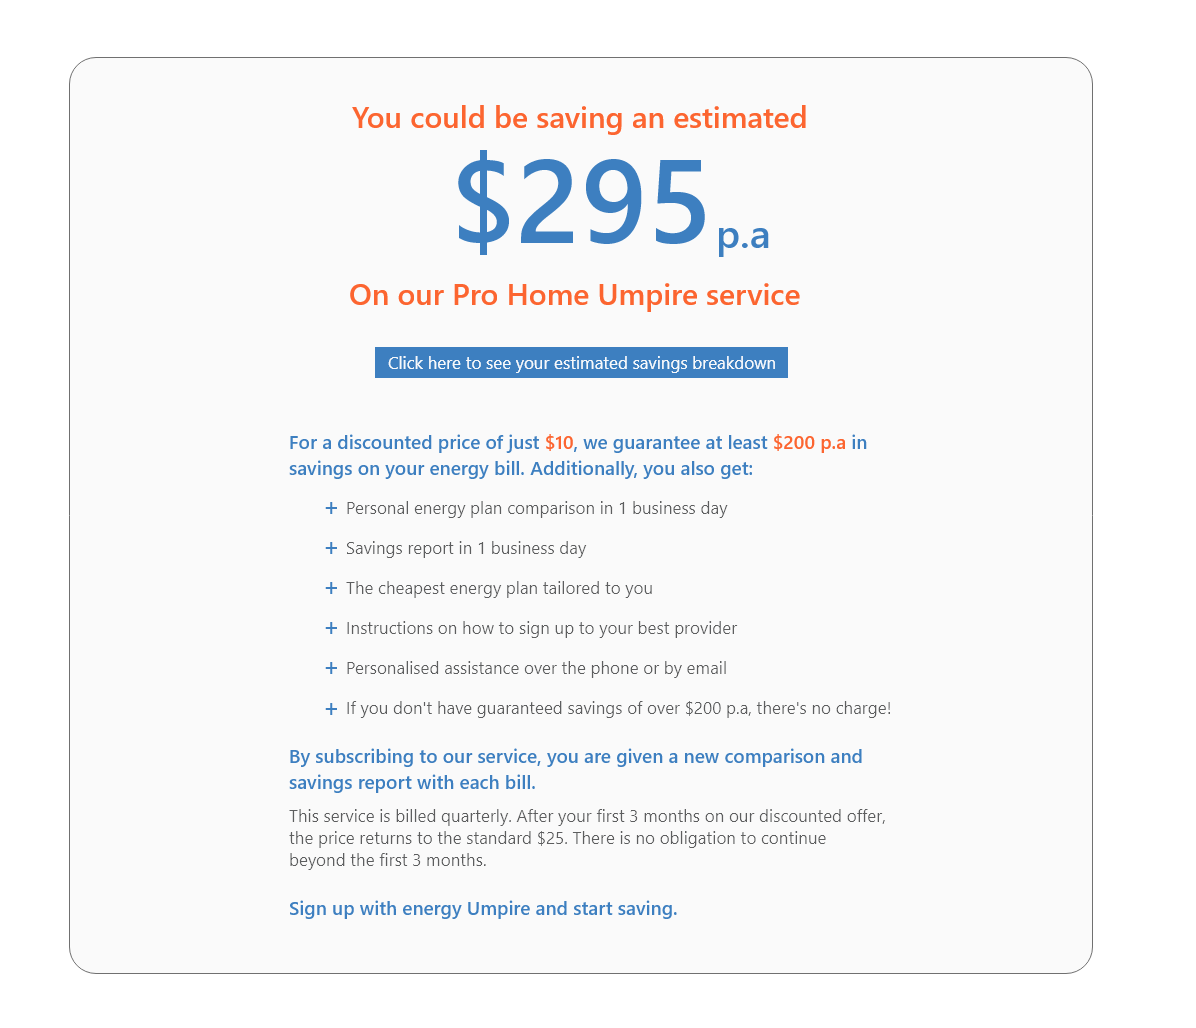 You could be saving an estimated
$295 p.a
On our Pro Home Umpire service
Click here to see your estimated savings breakdown
For a discounted price of just $10, we guarantee at least $200 p.a in
savings on your energy bill. Additionally, you also get:
+ Personal energy plan comparison in 1 business day
+ Savings report in 1 business day
+ The cheapest energy plan tailored to you
+ Instructions on how to sign up to your best provider
+ Personalised assistance over the phone or by email
+ If you don't have guaranteed savings of over $200 p.a, there's no charge!
By subscribing to our service, you are given a new comparison and
savings report with each bill.
This service is billed quarterly. After your first 3 months on our discounted offer,
the price returns to the standard $25. There is no obligation to continue
beyond the first 3 months.
Sign up with energy Umpire and start saving.